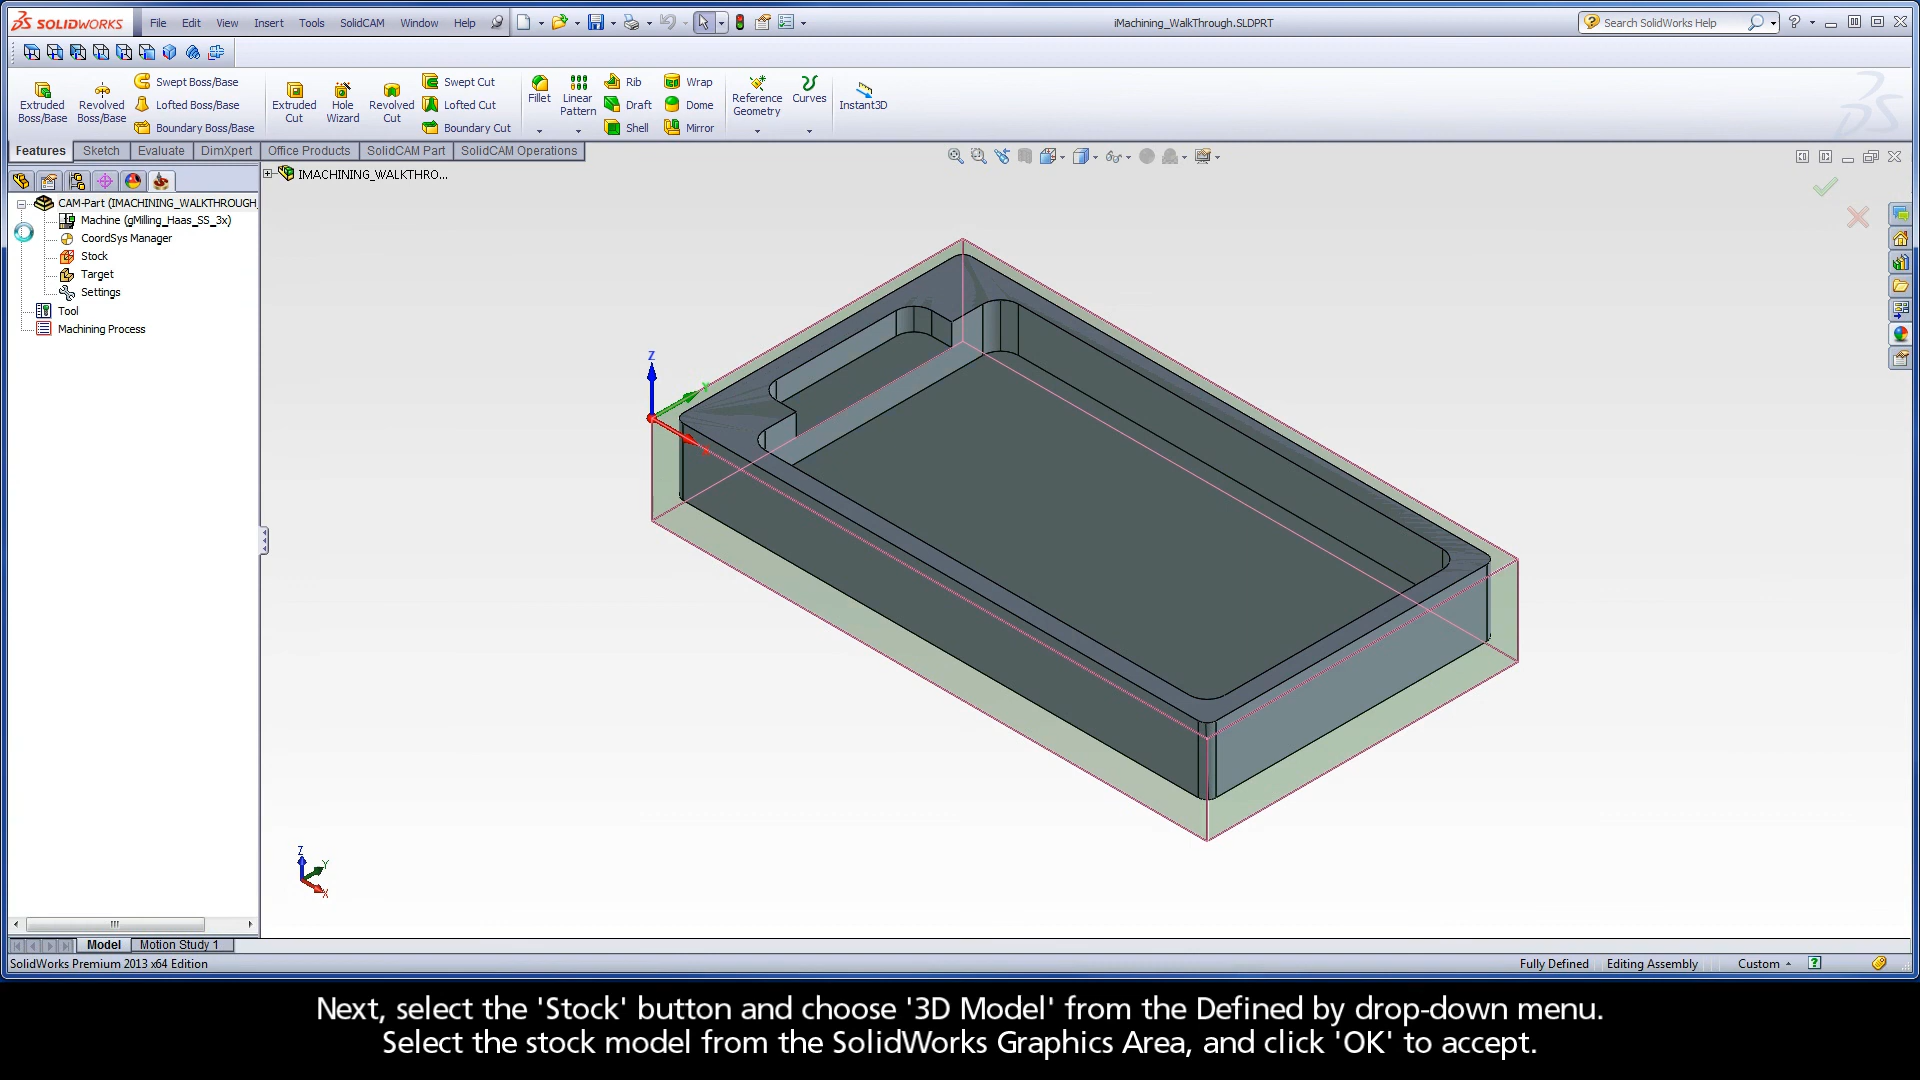 SOLIDWORKS File Edit View Insert Tools SolidCAM Window Help iMachining_WalkThrough.SLDPRT Search SolidWorks Help
Extruded Boss/Base Revolved Boss/Base Swept Boss/Base Lofted Boss/Base Boundary Boss/Base Extruded Cut Hole Wizard Revolved Cut Swept Cut Lofted Cut Boundary Cut Fillet Linear Pattern Rib Draft Shell Wrap Dome Mirror Reference Geometry Curves Instant3D
Features Sketch Evaluate DimXpert Office Products SolidCAM Part SolidCAM Operations
IMACHINING_WALKTHRO...
CAM-Part (IMACHINING_WALKTHROUGH
Machine (gMilling_Haas_SS_3x)
CoordSys Manager
Stock
Target
Settings
Tool
Machining Process
Z
Y
X
Z
Y
X
Model Motion Study 1
SolidWorks Premium 2013 x64 Edition Fully Defined Editing Assembly Custom
Next, select the 'Stock' button and choose '3D Model' from the Defined by drop-down menu.
Select the stock model from the SolidWorks Graphics Area, and click 'OK' to accept.